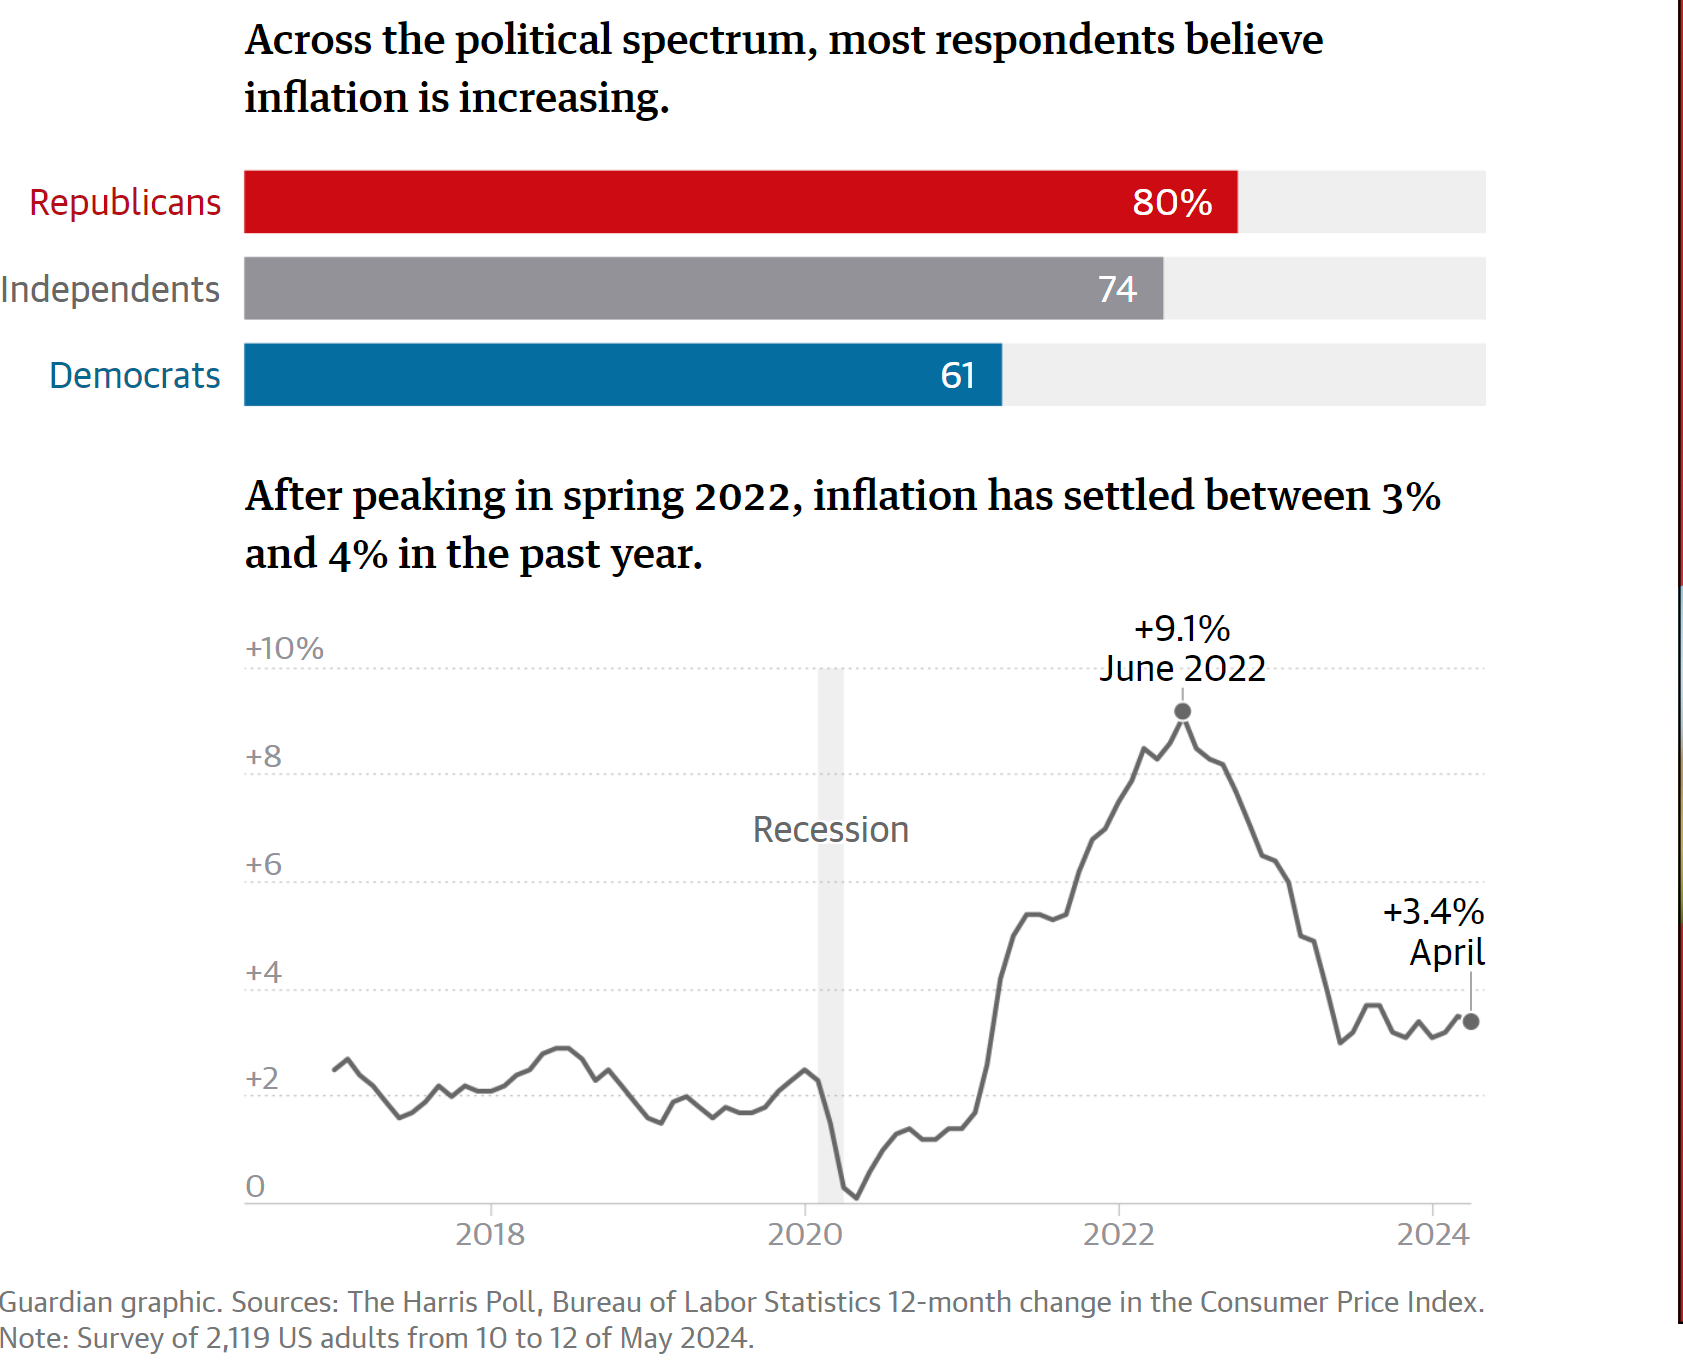 Across the political spectrum, most respondents believe
inflation is increasing.
Republicans
80%
Independents
74
Democrats
61
After peaking in spring 2022, inflation has settled between 3%
and 4% in the past year.
+9.1%
June 2022
+10%
+8
Recession
+6
+3.4%
April
+4
+2
0
2018
2020
2022
2024
Guardian graphic. Sources: The Harris Poll, Bureau of Labor Statistics 12-month change in the Consumer Price Index.
Note: Survey of 2,119 US adults from 10 to 12 of May 2024.